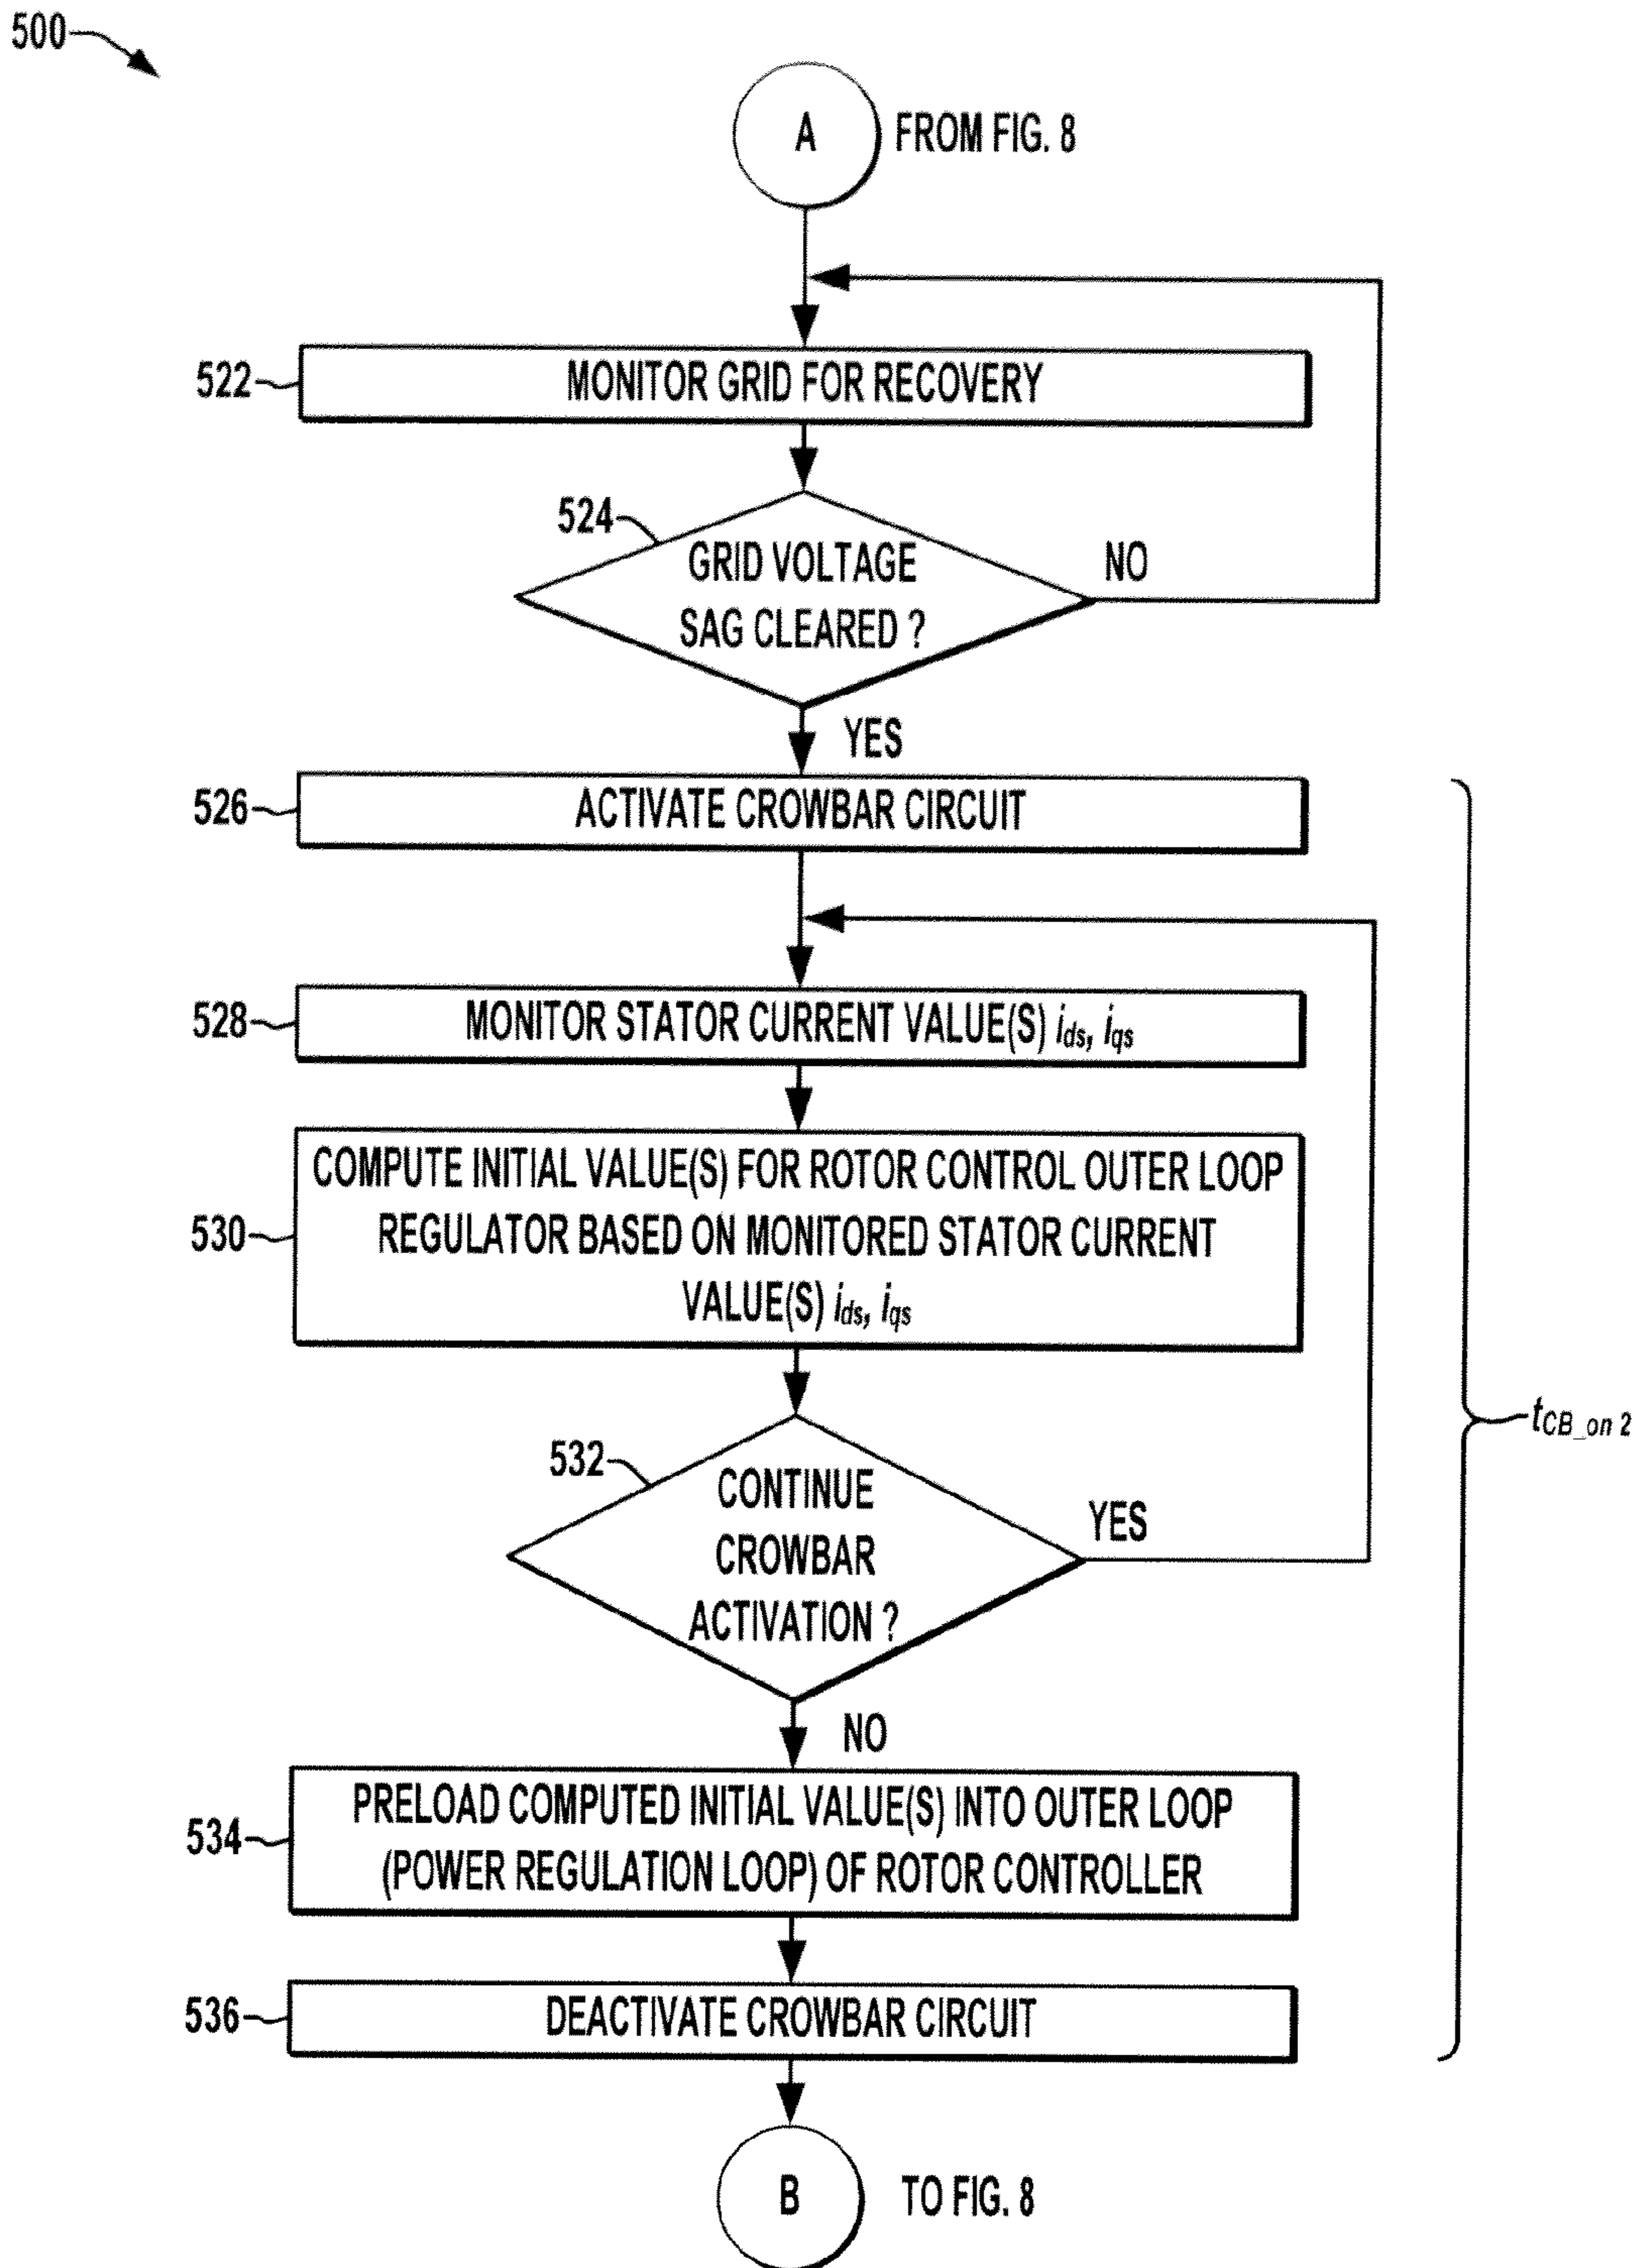 500
A
FROM FIG. 8
522
MONITOR GRID FOR RECOVERY
524
GRID VOLTAGE
SAG CLEARED ?
NO
YES
526
ACTIVATE CROWBAR CIRCUIT
528
MONITOR STATOR CURRENT VALUE(S) ids, iqs
530
COMPUTE INITIAL VALUE(S) FOR ROTOR CONTROL OUTER LOOP
REGULATOR BASED ON MONITORED STATOR CURRENT
VALUE(S) ids, iqs
tCB_on 2
532
CONTINUE
CROWBAR
ACTIVATION ?
YES
NO
534
PRELOAD COMPUTED INITIAL VALUE(S) INTO OUTER LOOP
(POWER REGULATION LOOP) OF ROTOR CONTROLLER
536
DEACTIVATE CROWBAR CIRCUIT
B
TO FIG. 8